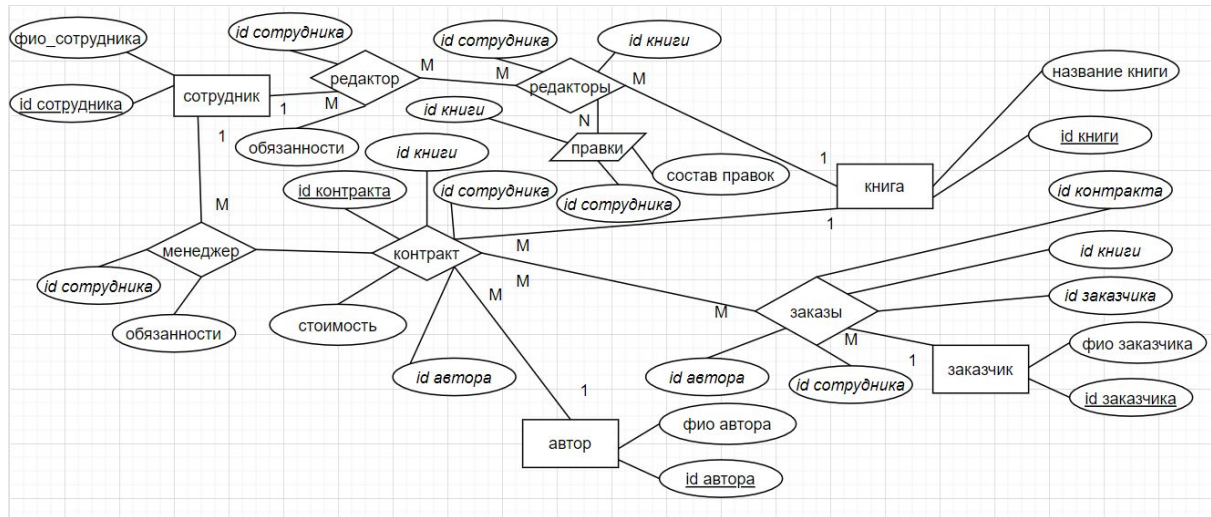 фио_сотрудника
id сотрудника
id сотрудника
id книги
редактор
M
M
M
название книги
id сотрудника
сотрудник
1
M
редакторы
id книги
N
id книги
обязанности
1
правки
id книги
состав правок
1
книга
id контракта
id сотрудника
id контракта
id сотрудника
M
1
менеджер
контракт
M
id книги
id сотрудника
M
M
id заказчика
стоимость
M
заказы
обязанности
M
фио заказчика
id автора
id автора
id сотрудника
1
заказчик
1
id заказчика
фио автора
автор
id автора